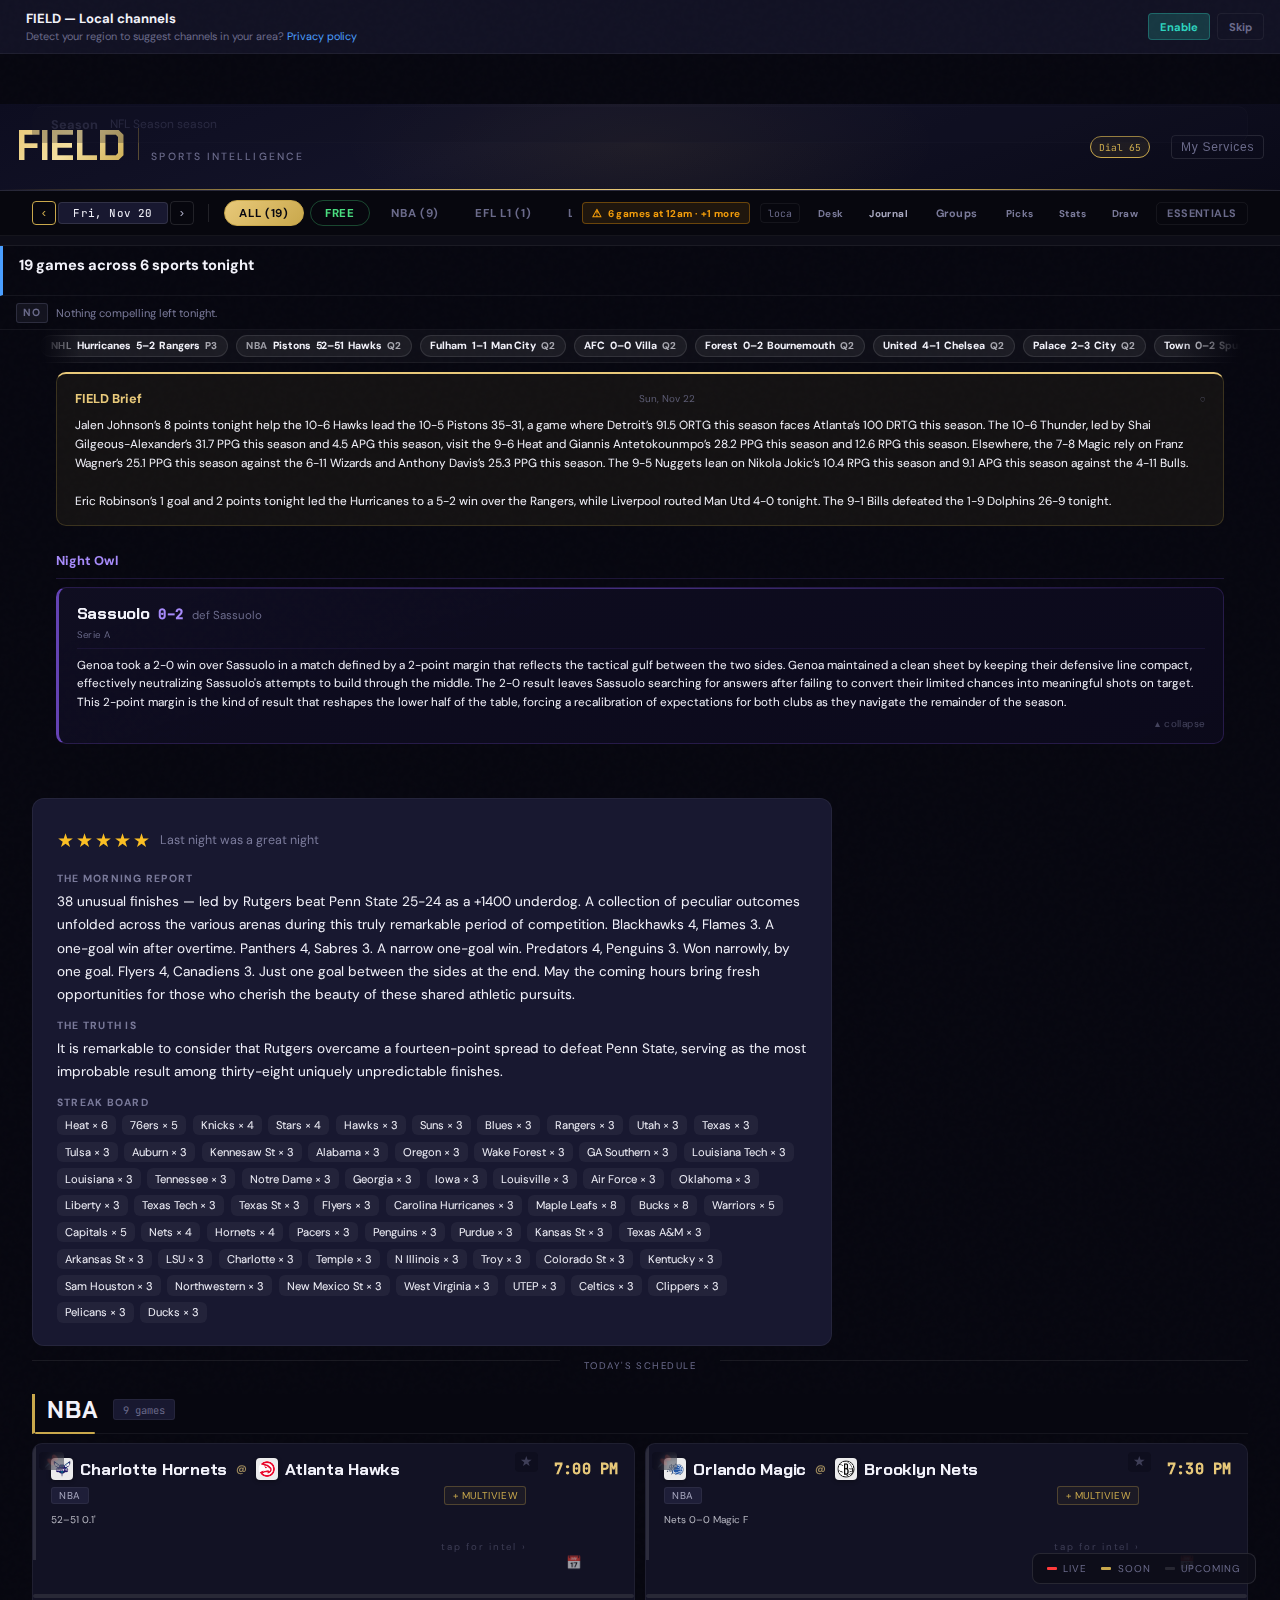 FIELD — Local channels
Detect your region to suggest channels in your area? Privacy policy
Enable
Skip
Season NFL Season season
FIELD
SPORTS INTELLIGENCE
Dial 65
My Services
‹ Fri, Nov 20 ›
ALL (19)
FREE
NBA (9)
EFL L1 (1)
L
⚠ 6 games at 12am · +1 more
loca
Desk
Journal
Groups
Picks
Stats
Draw
ESSENTIALS
19 games across 6 sports tonight
NO Nothing compelling left tonight.
NHL Hurricanes 5–2 Rangers P3
NBA Pistons 52–51 Hawks Q2
Fulham 1–1 Man City Q2
AFC 0–0 Villa Q2
Forest 0–2 Bournemouth Q2
United 4–1 Chelsea Q2
Palace 2–3 City Q2
Town 0–2 Spu
FIELD Brief
Sun, Nov 22
Jalen Johnson's 8 points tonight help the 10-6 Hawks lead the 10-5 Pistons 35-31, a game where Detroit's 91.5 ORTG this season faces Atlanta's 100 DRTG this season. The 10-6 Thunder, led by Shai
Gilgeous-Alexander's 31.7 PPG this season and 4.5 APG this season, visit the 9-6 Heat and Giannis Antetokounmpo's 28.2 PPG this season and 12.6 RPG this season. Elsewhere, the 7-8 Magic rely on Franz
Wagner's 25.1 PPG this season against the 6-11 Wizards and Anthony Davis's 25.3 PPG this season. The 9-5 Nuggets lean on Nikola Jokic's 10.4 RPG this season and 9.1 APG this season against the 4-11 Bulls.
Eric Robinson's 1 goal and 2 points tonight led the Hurricanes to a 5-2 win over the Rangers, while Liverpool routed Man Utd 4-0 tonight. The 9-1 Bills defeated the 1-9 Dolphins 26-9 tonight.
Night Owl
Sassuolo 0–2 def Sassuolo
Serie A
Genoa took a 2-0 win over Sassuolo in a match defined by a 2-point margin that reflects the tactical gulf between the two sides. Genoa maintained a clean sheet by keeping their defensive line compact,
effectively neutralizing Sassuolo's attempts to build through the middle. The 2-0 result leaves Sassuolo searching for answers after failing to convert their limited chances into meaningful shots on target.
This 2-point margin is the kind of result that reshapes the lower half of the table, forcing a recalibration of expectations for both clubs as they navigate the remainder of the season.
▴ collapse
★★★★★ Last night was a great night
THE MORNING REPORT
38 unusual finishes — led by Rutgers beat Penn State 25-24 as a +1400 underdog. A collection of peculiar outcomes
unfolded across the various arenas during this truly remarkable period of competition. Blackhawks 4, Flames 3. A
one-goal win after overtime. Panthers 4, Sabres 3. A narrow one-goal win. Predators 4, Penguins 3. Won narrowly, by
one goal. Flyers 4, Canadiens 3. Just one goal between the sides at the end. May the coming hours bring fresh
opportunities for those who cherish the beauty of these shared athletic pursuits.
THE TRUTH IS
It is remarkable to consider that Rutgers overcame a fourteen-point spread to defeat Penn State, serving as the most
improbable result among thirty-eight uniquely unpredictable finishes.
STREAK BOARD
Heat × 6 76ers × 5 Knicks × 4 Stars × 4 Hawks × 3 Suns × 3 Blues × 3 Rangers × 3 Utah × 3 Texas × 3
Tulsa × 3 Auburn × 3 Kennesaw St × 3 Alabama × 3 Oregon × 3 Wake Forest × 3 GA Southern × 3 Louisiana Tech × 3
Louisiana × 3 Tennessee × 3 Notre Dame × 3 Georgia × 3 Iowa × 3 Louisville × 3 Air Force × 3 Oklahoma × 3
Liberty × 3 Texas Tech × 3 Texas St × 3 Flyers × 3 Carolina Hurricanes × 3 Maple Leafs × 8 Bucks × 8 Warriors × 5
Capitals × 5 Nets × 4 Hornets × 4 Pacers × 3 Penguins × 3 Purdue × 3 Kansas St × 3 Texas A&M × 3
Arkansas St × 3 LSU × 3 Charlotte × 3 Temple × 3 N Illinois × 3 Troy × 3 Colorado St × 3 Kentucky × 3
Sam Houston × 3 Northwestern × 3 New Mexico St × 3 West Virginia × 3 UTEP × 3 Celtics × 3 Clippers × 3
Pelicans × 3 Ducks × 3
TODAY'S SCHEDULE
NBA 9 games
Charlotte Hornets @ Atlanta Hawks ★ 7:00 PM
NBA + MULTIVIEW
52–51 0.1'
tap for intel ›
Orlando Magic @ Brooklyn Nets ★ 7:30 PM
NBA + MULTIVIEW
Nets 0–0 Magic F
tap for intel ›
LIVE SOON UPCOMING